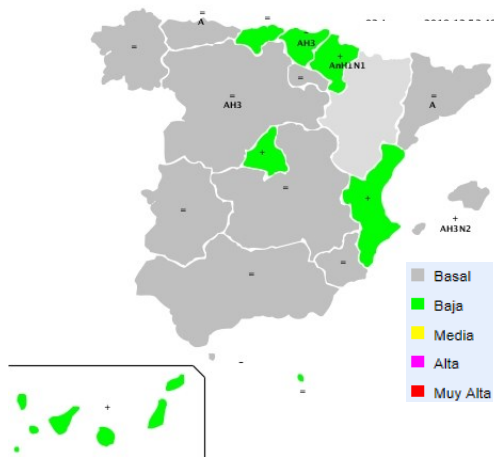 =
A
=
=
-
AH3
+
AnH1N1
=
=
AH3
=
A
+
=
+
=
+
AH3N2
=
=
-
=
+
Basal
Baja
Media
Alta
Muy Alta